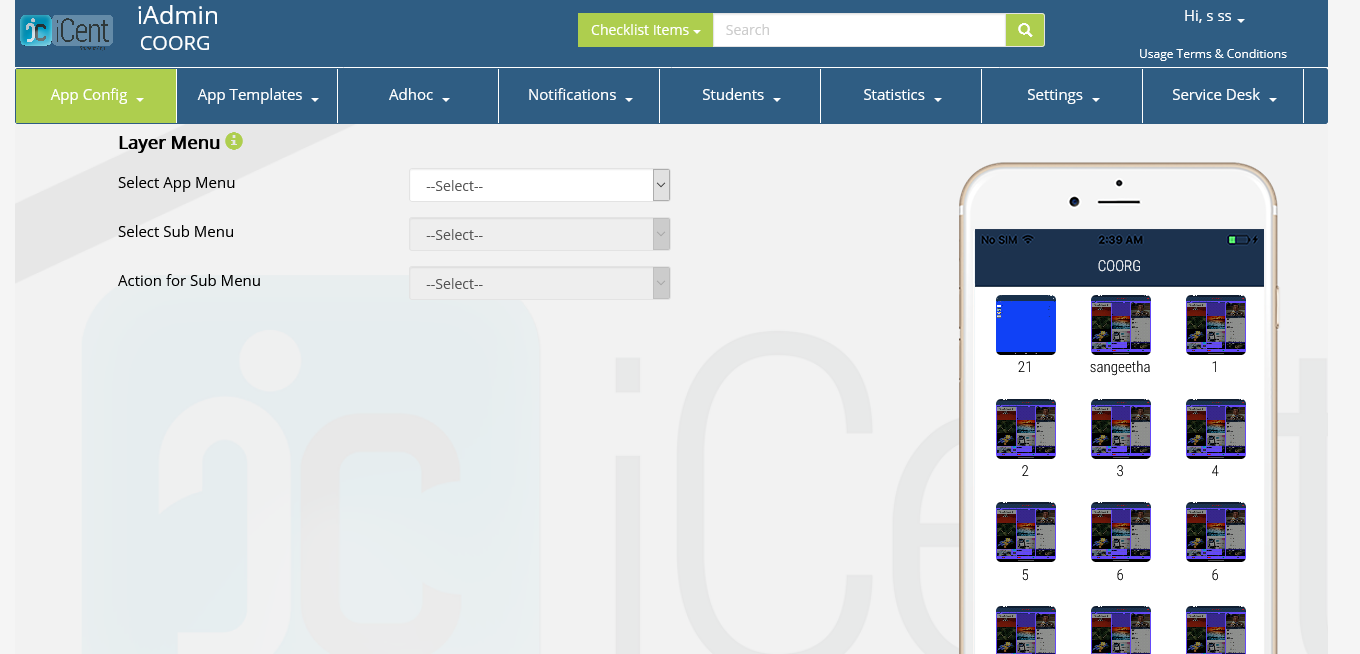 iCent
iAdmin
COORG
Checklist Items
Search
Hi, s ss
Usage Terms & Conditions
App Config
App Templates
Adhoc
Notifications
Students
Statistics
Settings
Service Desk
Layer Menu
Select App Menu
--Select--
Select Sub Menu
--Select--
Action for Sub Menu
--Select--
No SIM
2:39 AM
COORG
21
sangeetha
1
2
3
4
5
6
6